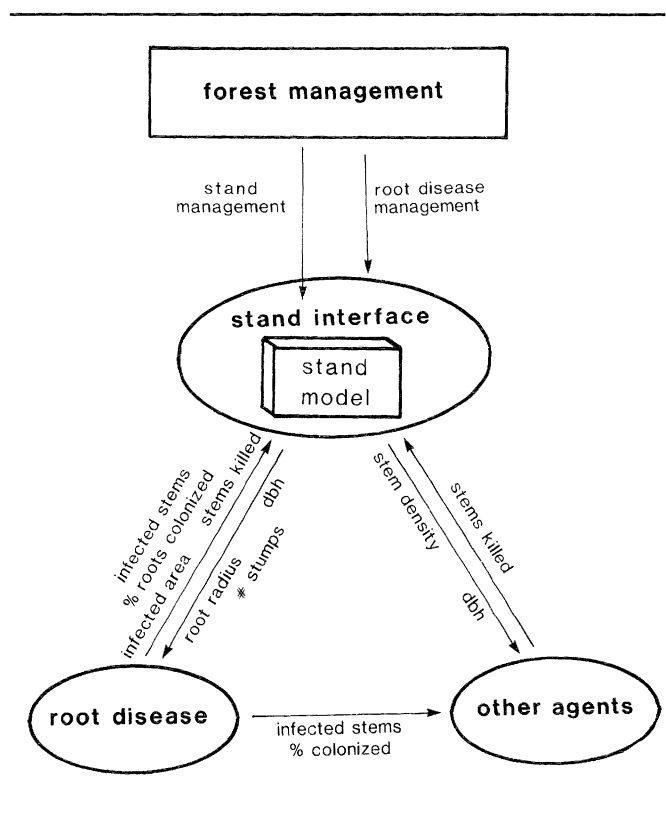 forest management
stand
management
root disease
management
stand interface
stand
model
infected stems
% roots colonized
infected area
stems killed
dbh
root radius
# stumps
stem density
dbh
stems killed
root disease
other agents
infected stems
% colonized